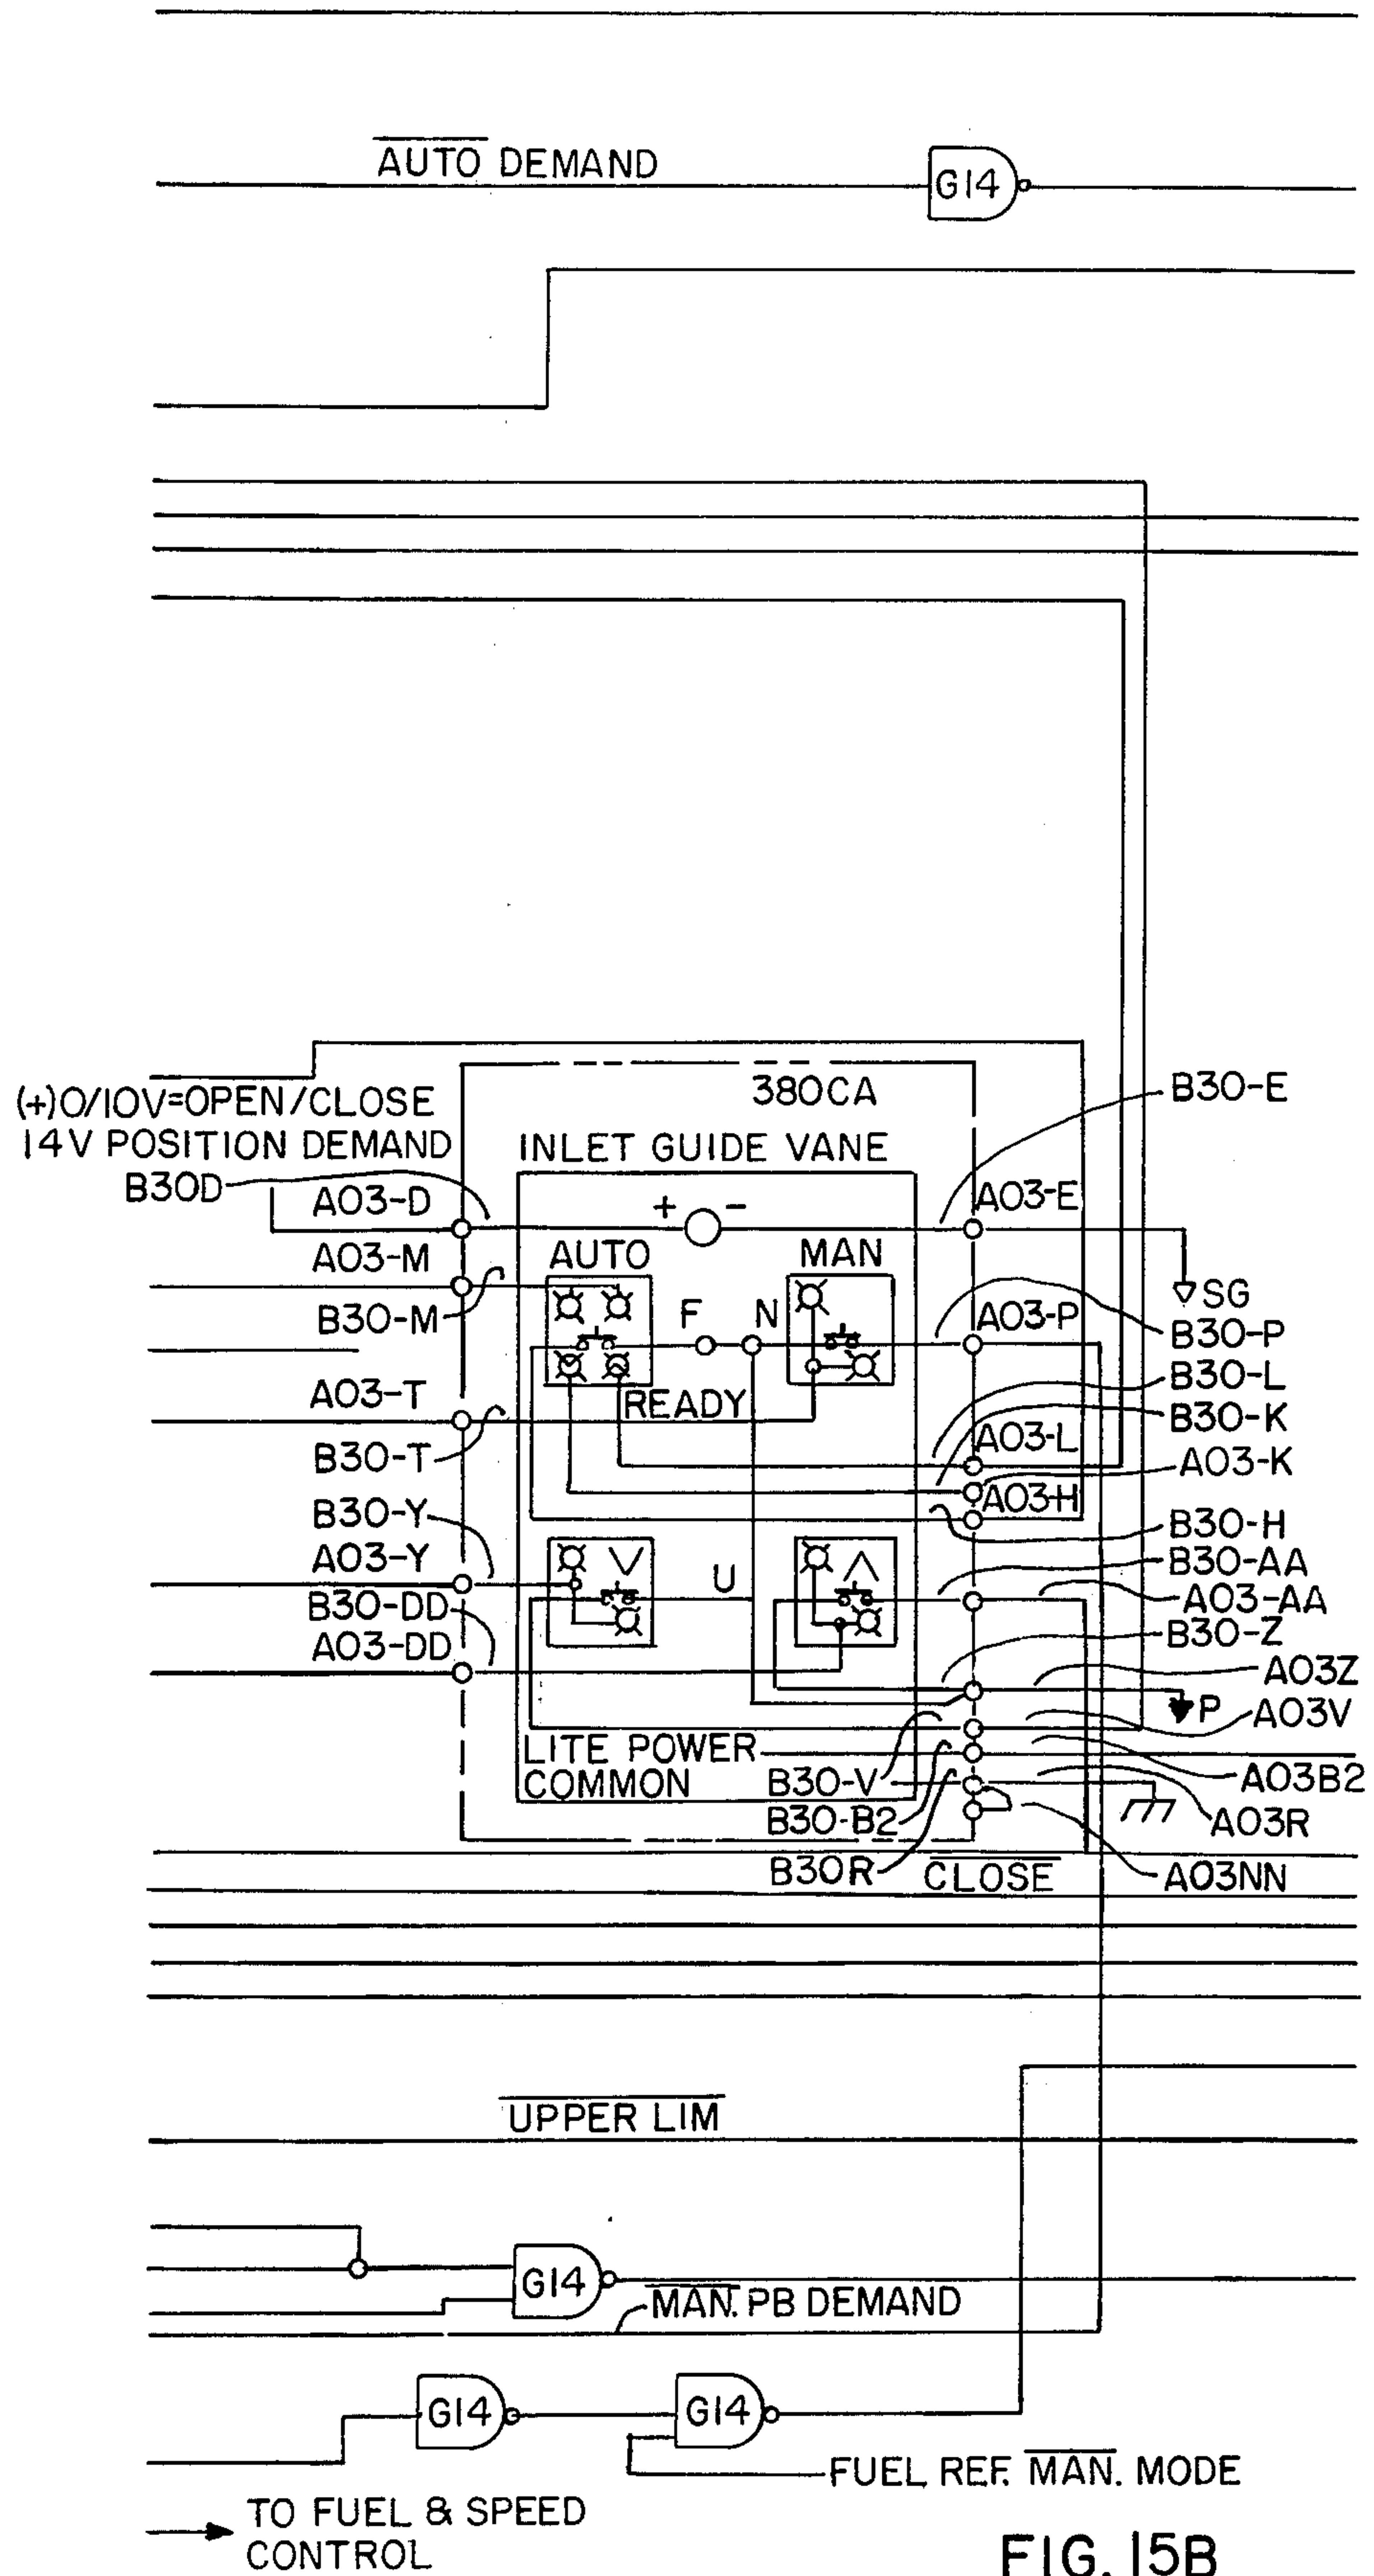 AUTO DEMAND
G14
380CA
(+)0/10V=OPEN/CLOSE
14V POSITION DEMAND
INLET GUIDE VANE
B30-E
B30D
A03-D
+
-
A03-E
A03-M
AUTO
MAN
SG
B30-M
F
N
A03-P
B30-P
A03-T
READY
B30-L
B30-K
B30-T
A03-L
A03-K
A03-H
B30-Y
B30-H
A03-Y
U
B30-AA
B30-DD
A03-AA
A03-DD
B30-Z
A03Z
P
A03V
LITE POWER
COMMON
B30-V
A03B2
B30-B2
A03R
B30R
CLOSE
A03NN
UPPER LIM
G14
MAN. PB DEMAND
G14
G14
FUEL REF. MAN. MODE
TO FUEL & SPEED
CONTROL
FIG. 15B